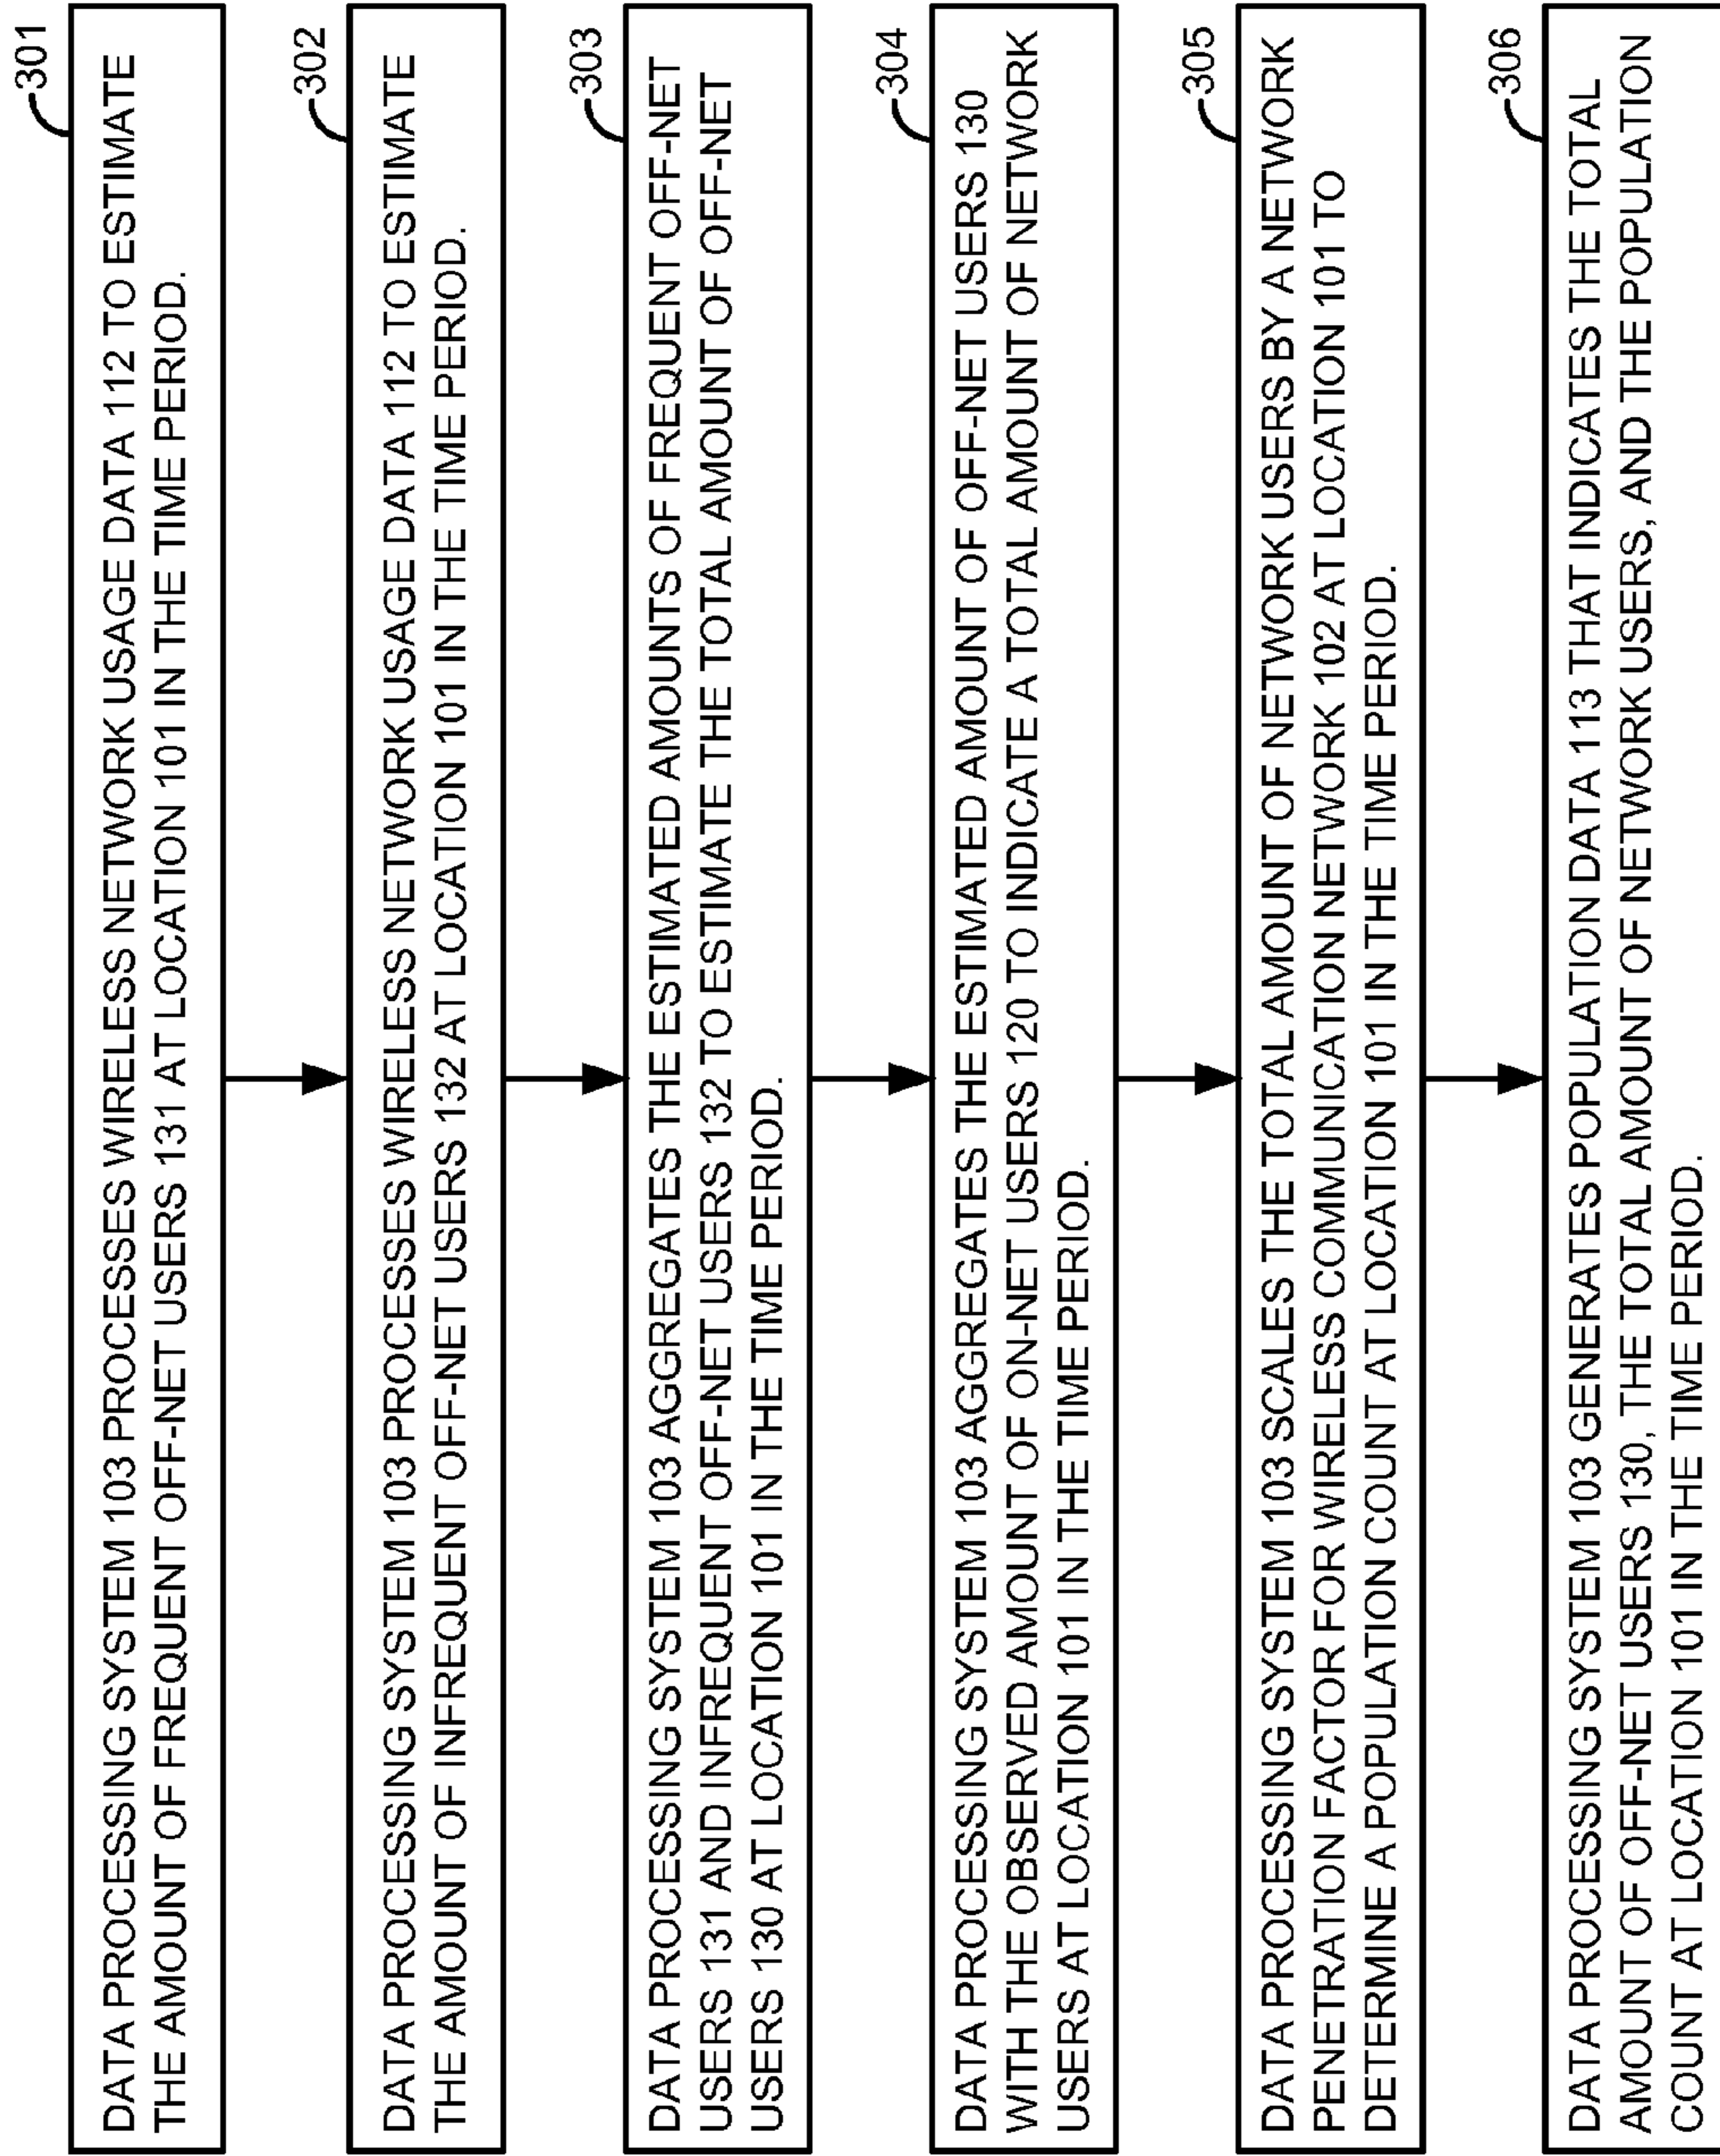 301
DATA PROCESSING SYSTEM 103 PROCESSES WIRELESS NETWORK USAGE DATA 112 TO ESTIMATE
THE AMOUNT OF FREQUENT OFF-NET USERS 131 AT LOCATION 101 IN THE TIME PERIOD.
302
DATA PROCESSING SYSTEM 103 PROCESSES WIRELESS NETWORK USAGE DATA 112 TO ESTIMATE
THE AMOUNT OF INFREQUENT OFF-NET USERS 132 AT LOCATION 101 IN THE TIME PERIOD.
303
DATA PROCESSING SYSTEM 103 AGGREGATES THE ESTIMATED AMOUNTS OF FREQUENT OFF-NET
USERS 131 AND INFREQUENT OFF-NET USERS 132 TO ESTIMATE THE TOTAL AMOUNT OF OFF-NET
USERS 130 AT LOCATION 101 IN THE TIME PERIOD.
304
DATA PROCESSING SYSTEM 103 AGGREGATES THE ESTIMATED AMOUNT OF OFF-NET USERS 130
WITH THE OBSERVED AMOUNT OF ON-NET USERS 120 TO INDICATE A TOTAL AMOUNT OF NETWORK
USERS AT LOCATION 101 IN THE TIME PERIOD.
305
DATA PROCESSING SYSTEM 103 SCALES THE TOTAL AMOUNT OF NETWORK USERS BY A NETWORK
PENETRATION FACTOR FOR WIRELESS COMMUNICATION NETWORK 102 AT LOCATION 101 TO
DETERMINE A POPULATION COUNT AT LOCATION 101 IN THE TIME PERIOD.
306
DATA PROCESSING SYSTEM 103 GENERATES POPULATION DATA 113 THAT INDICATES THE TOTAL
AMOUNT OF OFF-NET USERS 130, THE TOTAL AMOUNT OF NETWORK USERS, AND THE POPULATION
COUNT AT LOCATION 101 IN THE TIME PERIOD.